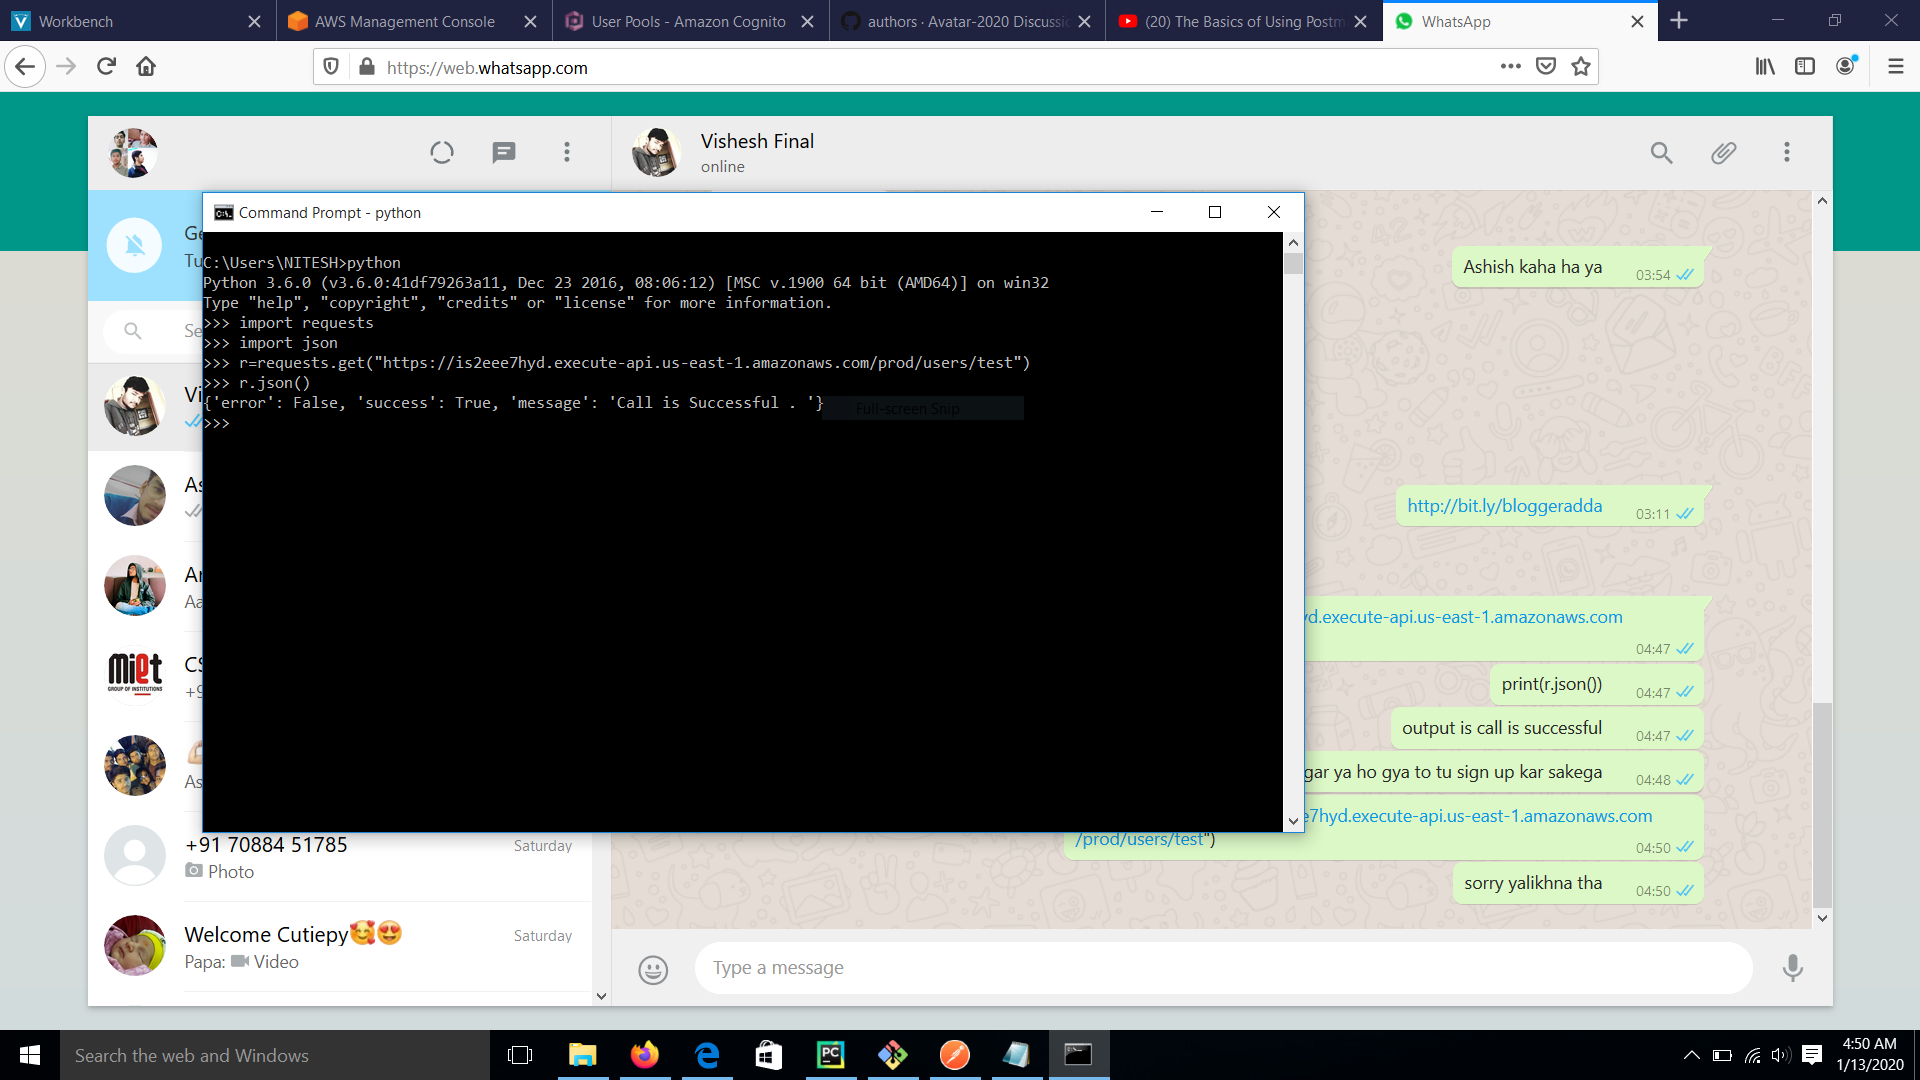 Workbench
AWS Management Console
User Pools - Amazon Cognito
authors · Avatar-2020 Discussio
(20) The Basics of Using Postm
WhatsApp
https://web.whatsapp.com
Vishesh Final
online
Command Prompt - python
C:\Users\NITESH>python
Python 3.6.0 (v3.6.0:41df79263a11, Dec 23 2016, 08:06:12) [MSC v.1900 64 bit (AMD64)] on win32
Type "help", "copyright", "credits" or "license" for more information.
>>> import requests
>>> import json
>>> r=requests.get("https://is2eee7hyd.execute-api.us-east-1.amazonaws.com/prod/users/test")
>>> r.json()
{'error': False, 'success': True, 'message': 'Call is Successful . '}
>>>
Full-screen Snip
Ge
Tu
Se
Vi
As
Ar
Aa
MIET
GROUP OF INSTITUTIONS
CS
+9
As
+91 70884 51785
Saturday
Photo
Welcome Cutiepy🥰😍
Saturday
Papa: Video
Ashish kaha ha ya
03:54
http://bit.ly/bloggeradda
03:11
yd.execute-api.us-east-1.amazonaws.com
04:47
print(r.json())
04:47
output is call is successful
04:47
gar ya ho gya to tu sign up kar sakega
04:48
e7hyd.execute-api.us-east-1.amazonaws.com
/prod/users/test")
04:50
sorry yalikhna tha
04:50
Type a message
Search the web and Windows
4:50 AM
1/13/2020